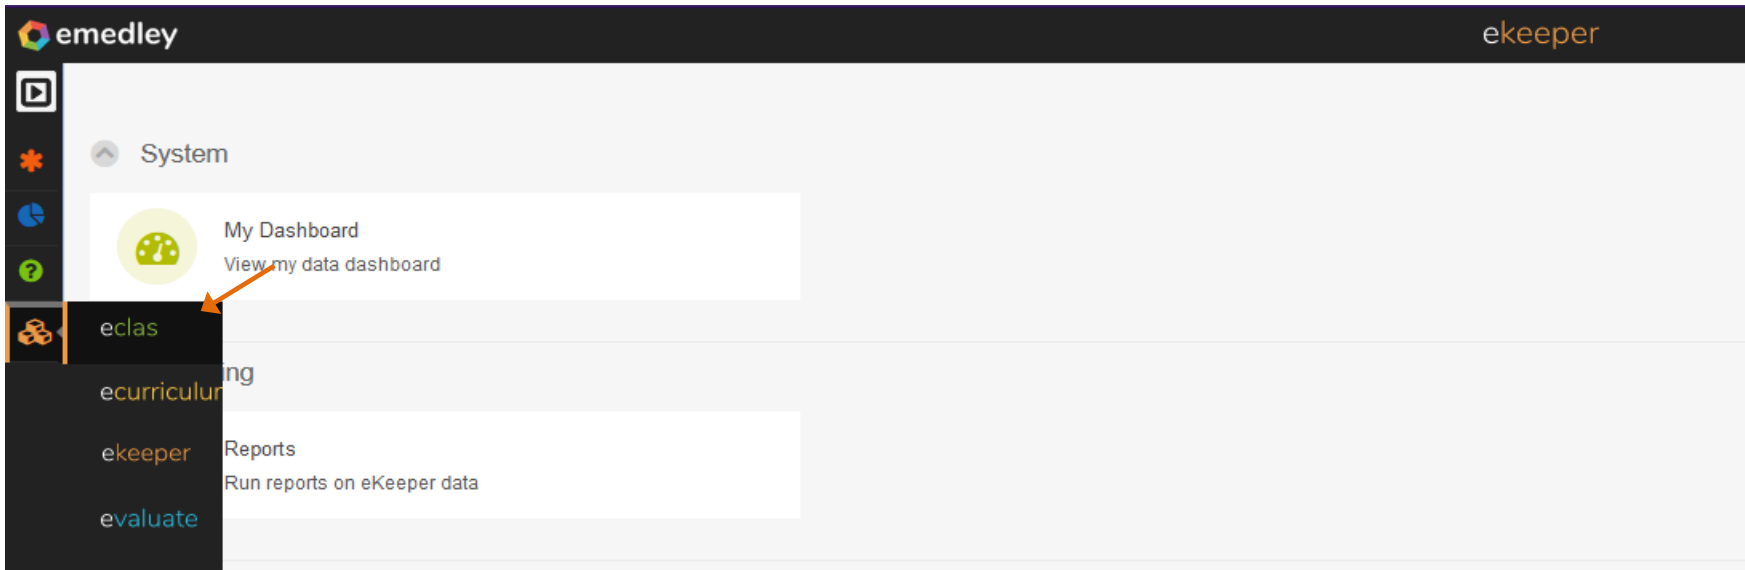 emedley
ekeeper
System
My Dashboard
View my data dashboard
eclas
ing
ecurriculur
ekeeper
Reports
Run reports on eKeeper data
evaluate